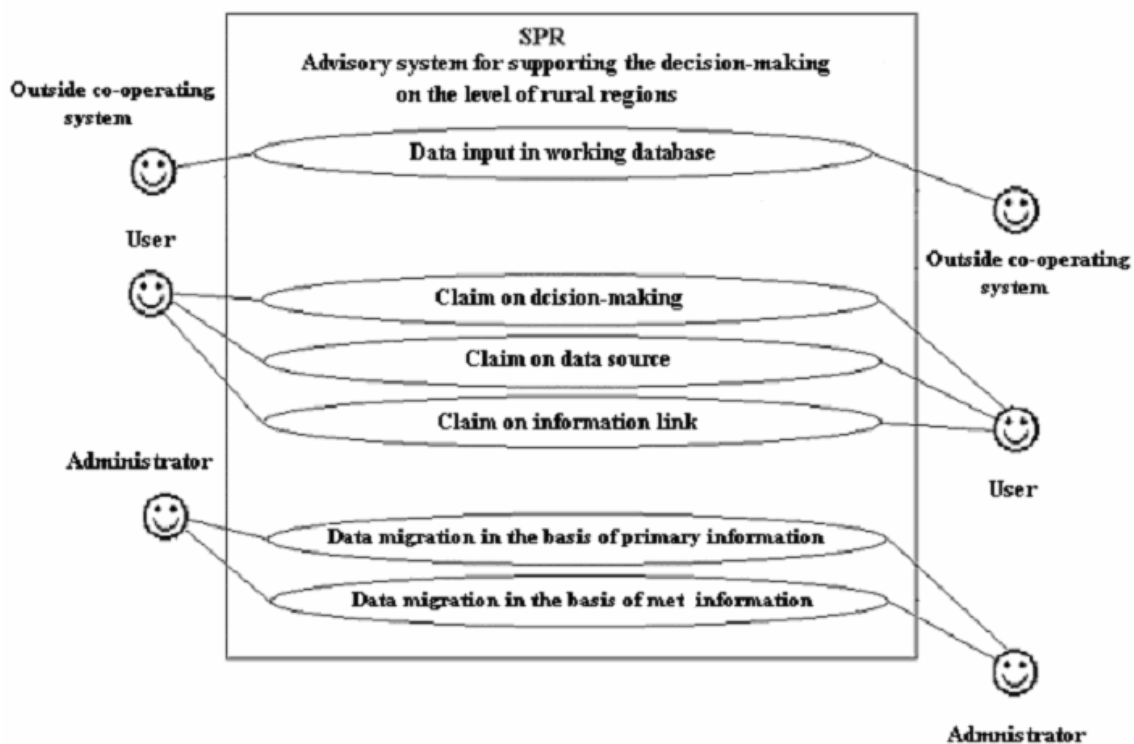 SPR
Advisory system for supporting the decision-making
on the level of rural regions
Outside co-operating
system
Data input in working database
User
Outside co-operating
system
Claim on dcision-making
Claim on data source
Claim on information link
Administrator
User
Data migration in the basis of primary information
Data migration in the basis of met information
Admnistrator